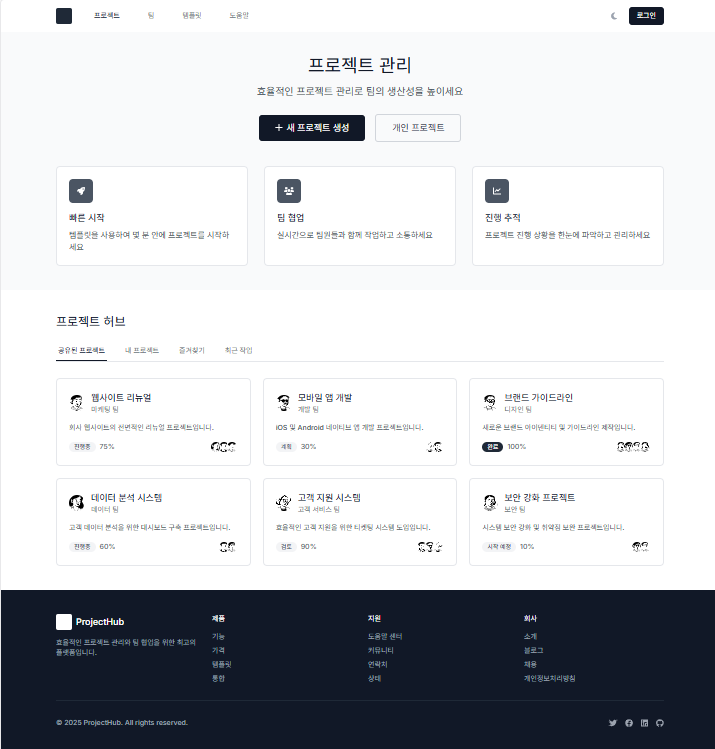 프로젝트 팀 템플릿 도움말 로그인
프로젝트 관리
효율적인 프로젝트 관리로 팀의 생산성을 높이세요
+ 새 프로젝트 생성 개인 프로젝트
빠른 시작
템플릿을 사용하여 몇 분 안에 프로젝트를 시작하
세요
팀 협업
실시간으로 팀원들과 함께 작업하고 소통하세요
진행 추적
프로젝트 진행 상황을 한눈에 파악하고 관리하세요
프로젝트 허브
공유된 프로젝트 내 프로젝트 즐겨찾기 최근 작업
웹사이트 리뉴얼
마케팅 팀
회사 웹사이트의 전면적인 리뉴얼 프로젝트입니다.
진행중 75%
모바일 앱 개발
개발 팀
iOS 및 Android 네이티브 앱 개발 프로젝트입니다.
계획 30%
브랜드 가이드라인
디자인 팀
새로운 브랜드 아이덴티티 및 가이드라인 제작입니다.
완료 100%
데이터 분석 시스템
데이터 팀
고객 데이터 분석을 위한 대시보드 구축 프로젝트입니다.
진행중 60%
고객 지원 시스템
고객 서비스 팀
효율적인 고객 지원을 위한 티켓팅 시스템 도입입니다.
검토 90%
보안 강화 프로젝트
보안 팀
시스템 보안 강화 및 취약점 보완 프로젝트입니다.
시작 예정 10%
ProjectHub
효율적인 프로젝트 관리와 팀 협업을 위한 최고의
플랫폼입니다.
제품
기능
가격
템플릿
통합
지원
도움말 센터
커뮤니티
연락처
상태
회사
소개
블로그
채용
개인정보처리방침
© 2025 ProjectHub. All rights reserved.